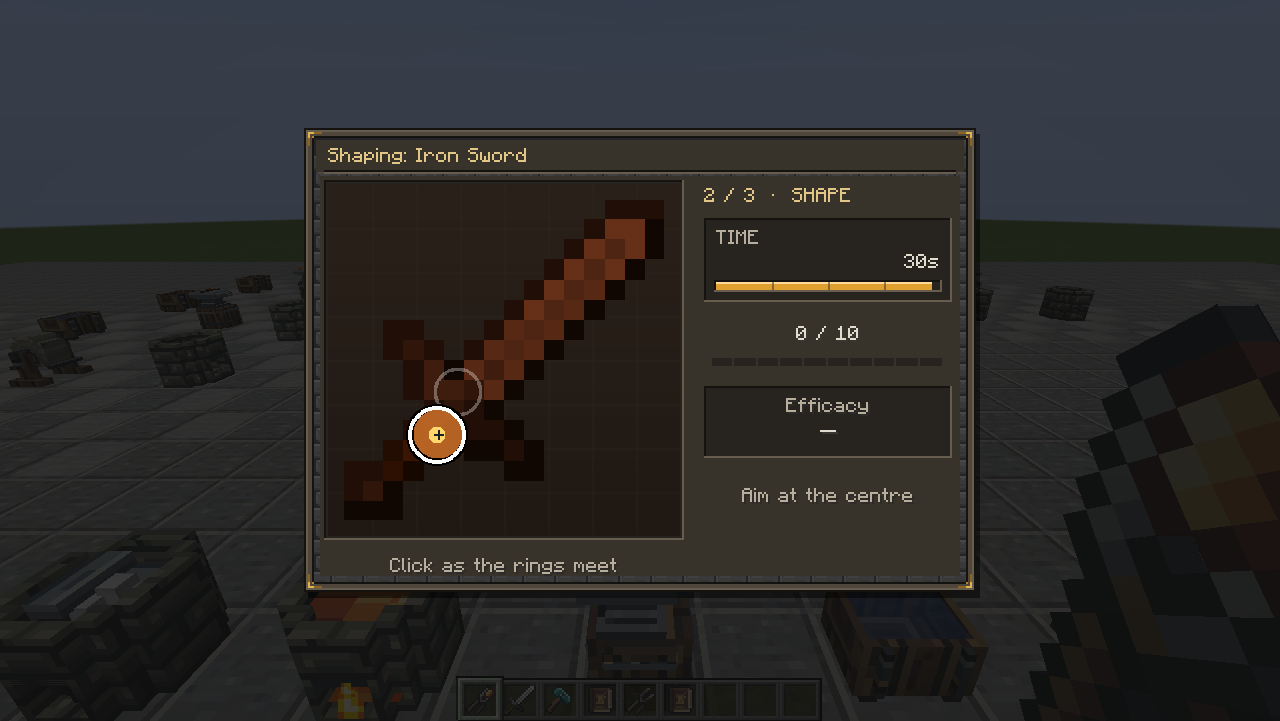 Shaping: Iron Sword
2 / 3 · SHAPE
TIME
30s
0 / 10
Efficacy
—
Aim at the centre
Click as the rings meet